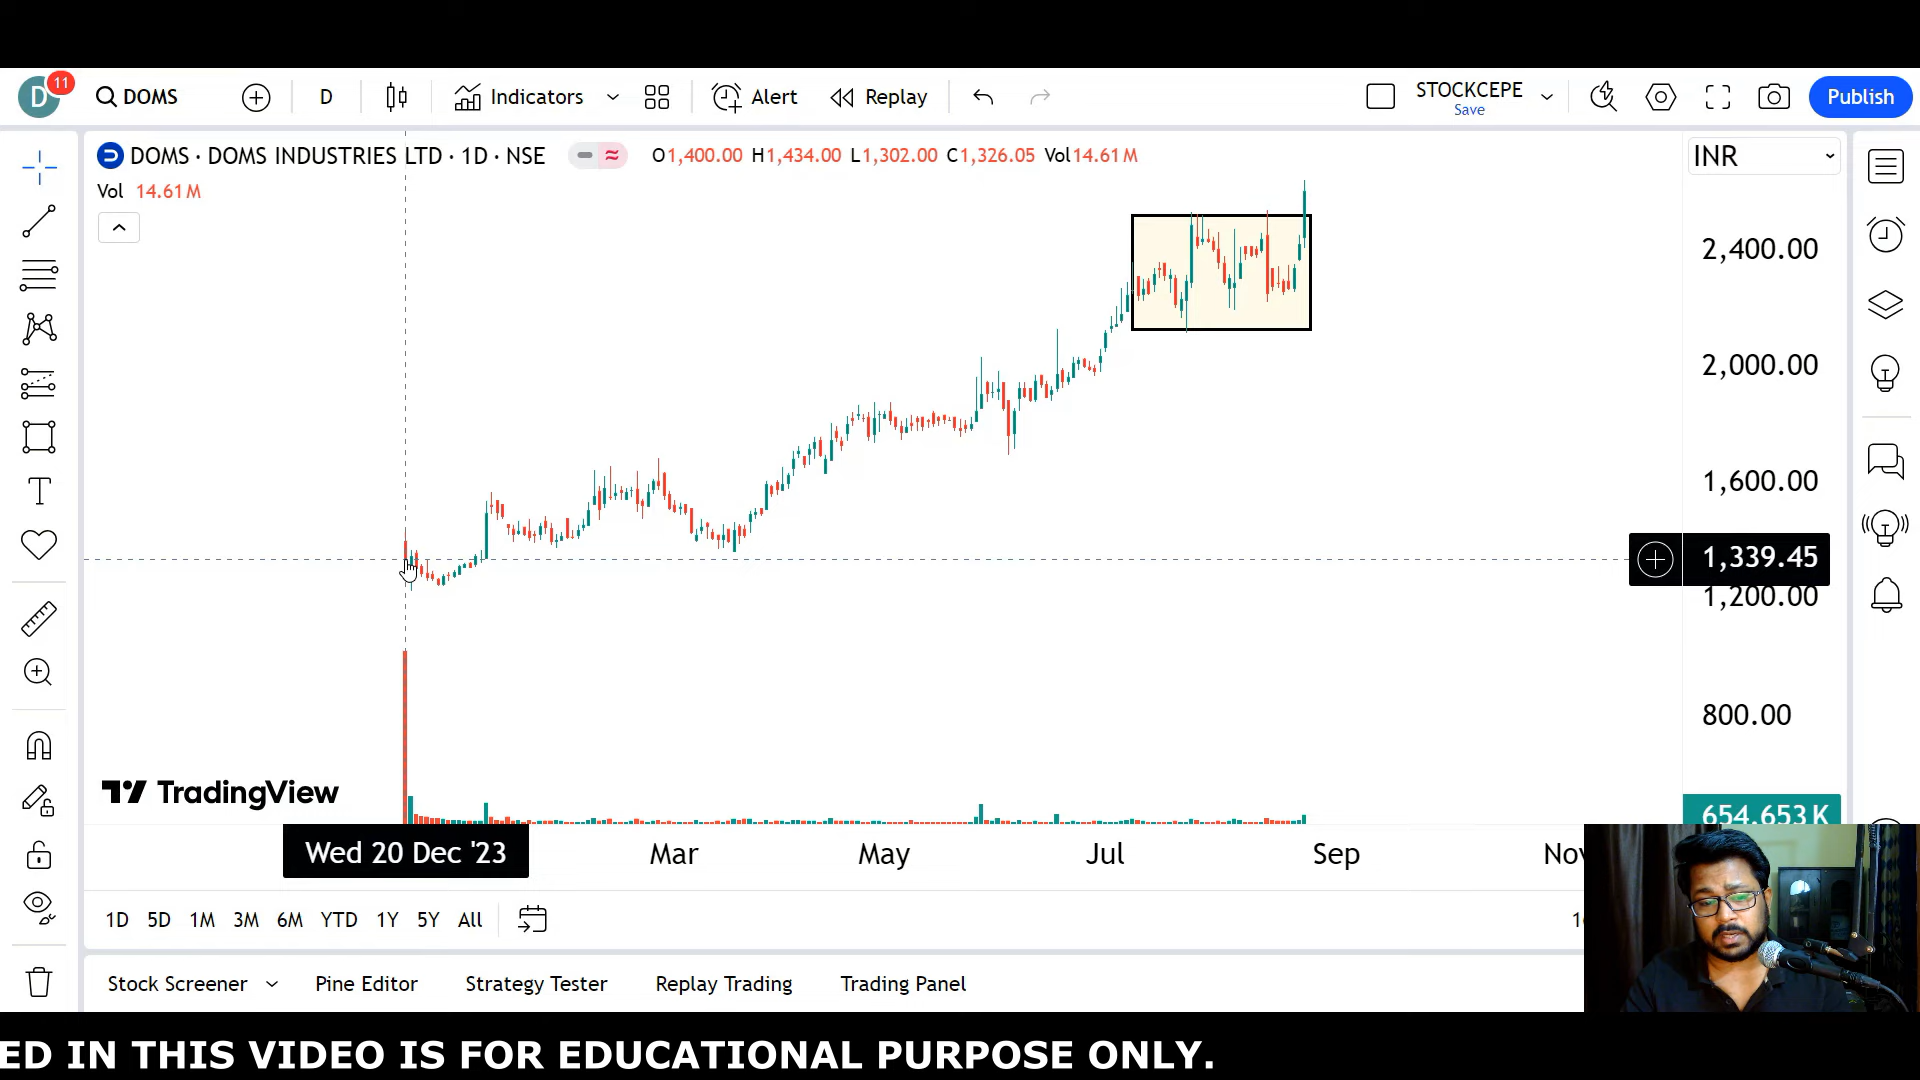 D
11
DOMS
D
Indicators
Alert
Replay
STOCKCEPE
Save
Publish
DOMS · DOMS INDUSTRIES LTD · 1D · NSE
O1,400.00 H1,434.00 L1,302.00 C1,326.05 Vol14.61 M
INR
Vol 14.61 M
2,400.00
2,000.00
1,600.00
1,339.45
1,200.00
800.00
654.653K
TradingView
Wed 20 Dec '23
Mar
May
Jul
Sep
1D 5D 1M 3M 6M YTD 1Y 5Y All
Stock Screener
Pine Editor
Strategy Tester
Replay Trading
Trading Panel
ED IN THIS VIDEO IS FOR EDUCATIONAL PURPOSE ONLY.